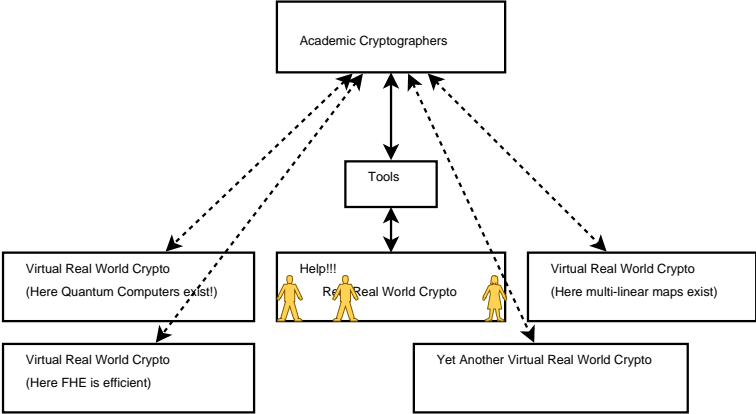 Academic Cryptographers
Tools
Virtual Real World Crypto
(Here Quantum Computers exist!)
Help!!!
Real Real World Crypto
Virtual Real World Crypto
(Here multi-linear maps exist)
Virtual Real World Crypto
(Here FHE is efficient)
Yet Another Virtual Real World Crypto